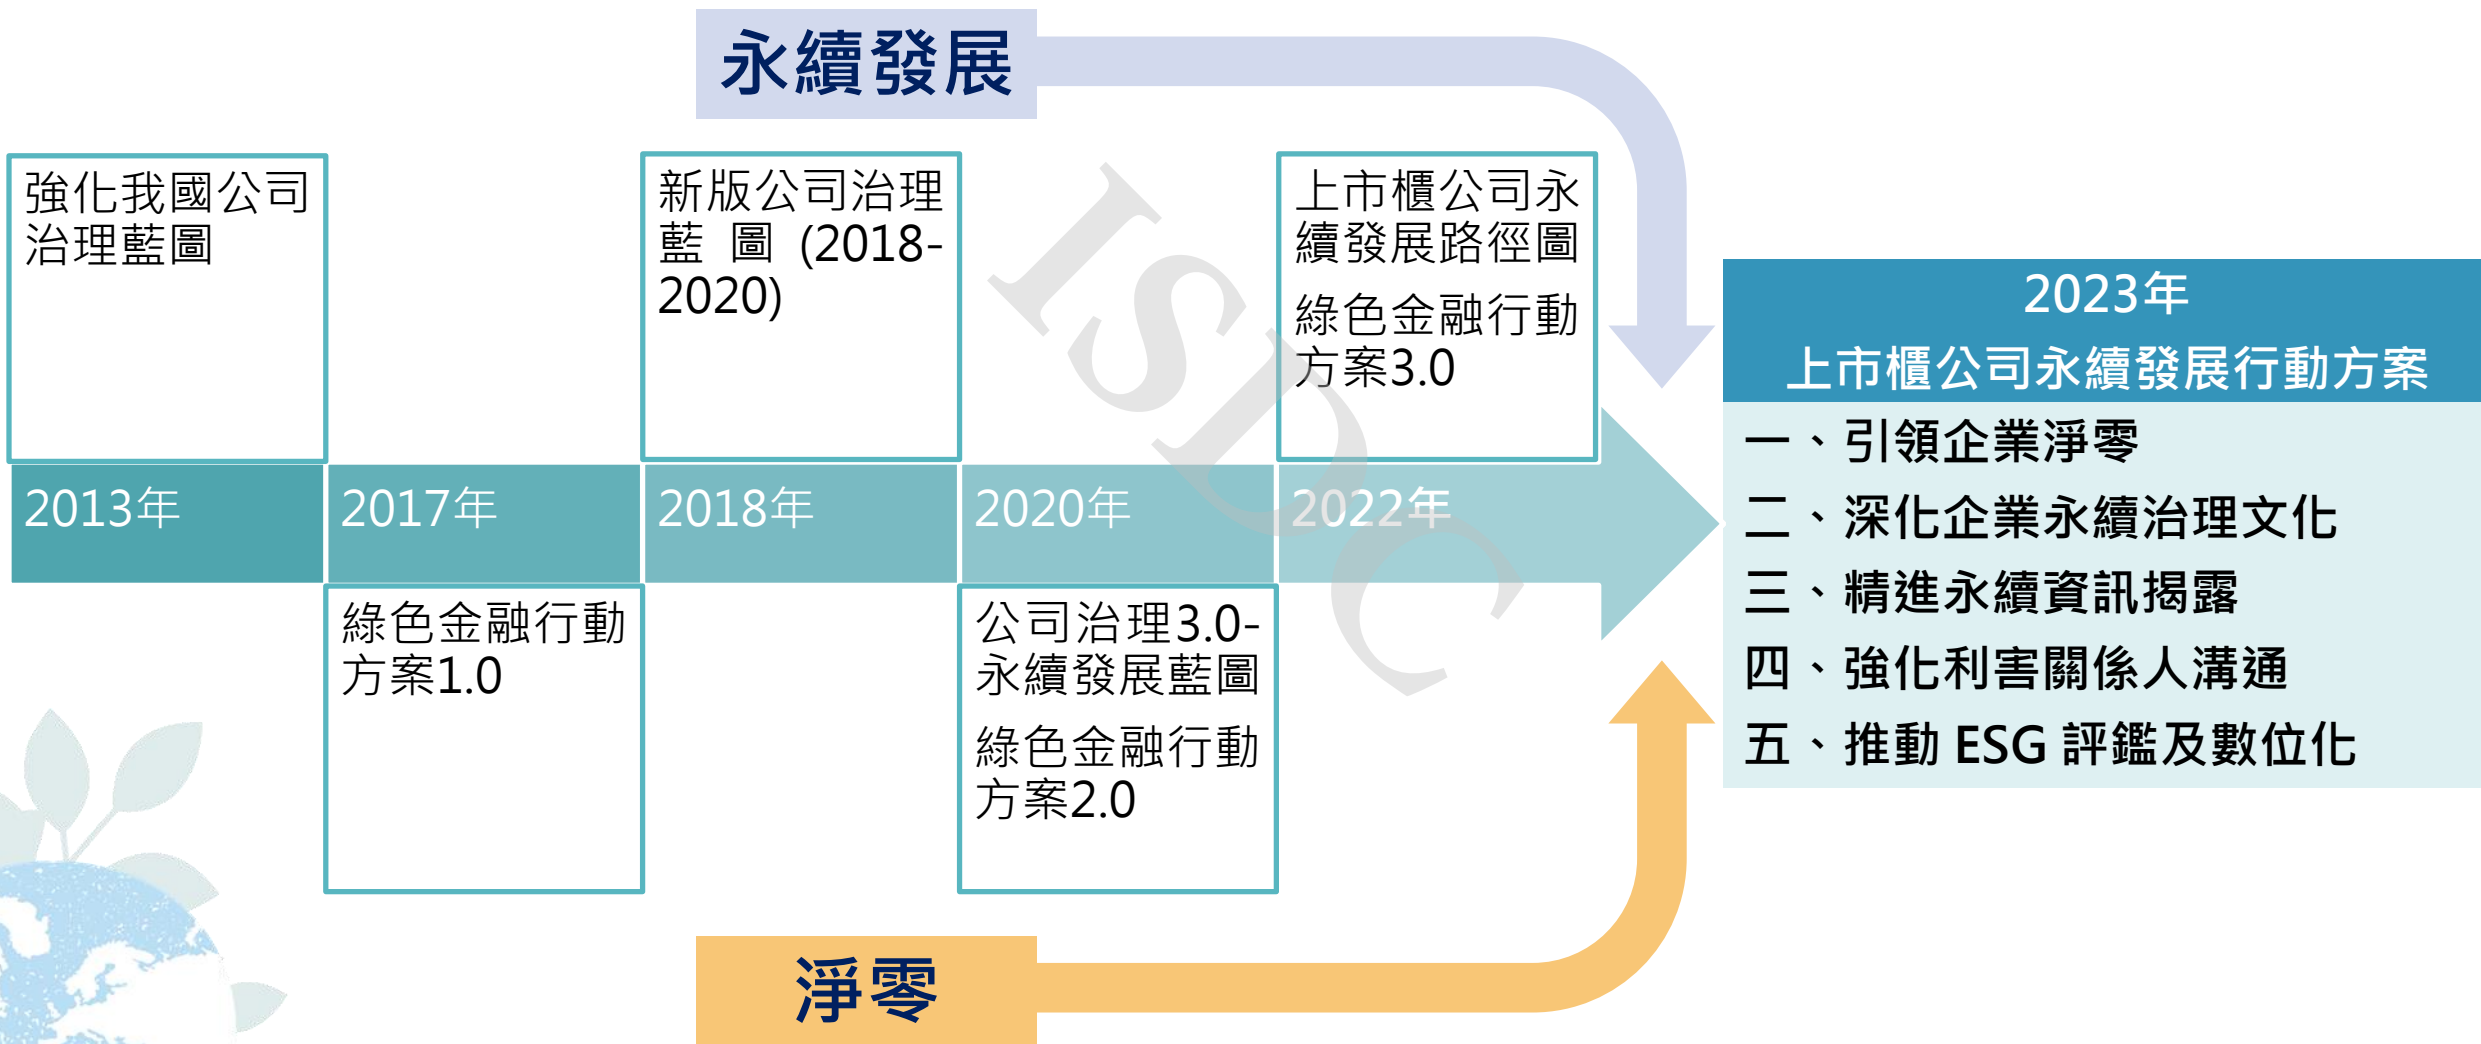 永續發展
強化我國公司
治理藍圖
新版公司治理
藍圖(2018-
2020)
上市櫃公司永
續發展路徑圖
綠色金融行動
方案3.0
2013年
2017年
2018年
2020年
2022年
綠色金融行動
方案1.0
公司治理3.0-
永續發展藍圖
綠色金融行動
方案2.0
淨零
2023年
上市櫃公司永續發展行動方案
一、引領企業淨零
二、深化企業永續治理文化
三、精進永續資訊揭露
四、強化利害關係人溝通
五、推動 ESG 評鑑及數位化
ISDC